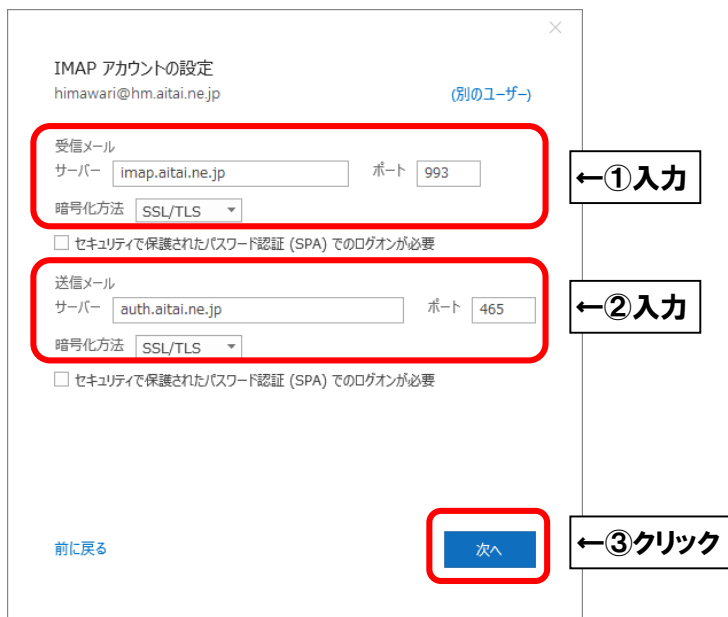 IMAP アカウントの設定
himawari@hm.aitai.ne.jp (別のユーザー)
受信メール
サーバー imap.aitai.ne.jp ポート 993
←①入力
暗号化方法 SSL/TLS
セキュリティで保護されたパスワード認証 (SPA) でのログオンが必要
送信メール
サーバー auth.aitai.ne.jp ポート 465
←②入力
暗号化方法 SSL/TLS
セキュリティで保護されたパスワード認証 (SPA) でのログオンが必要
前に戻る 次へ
←③クリック